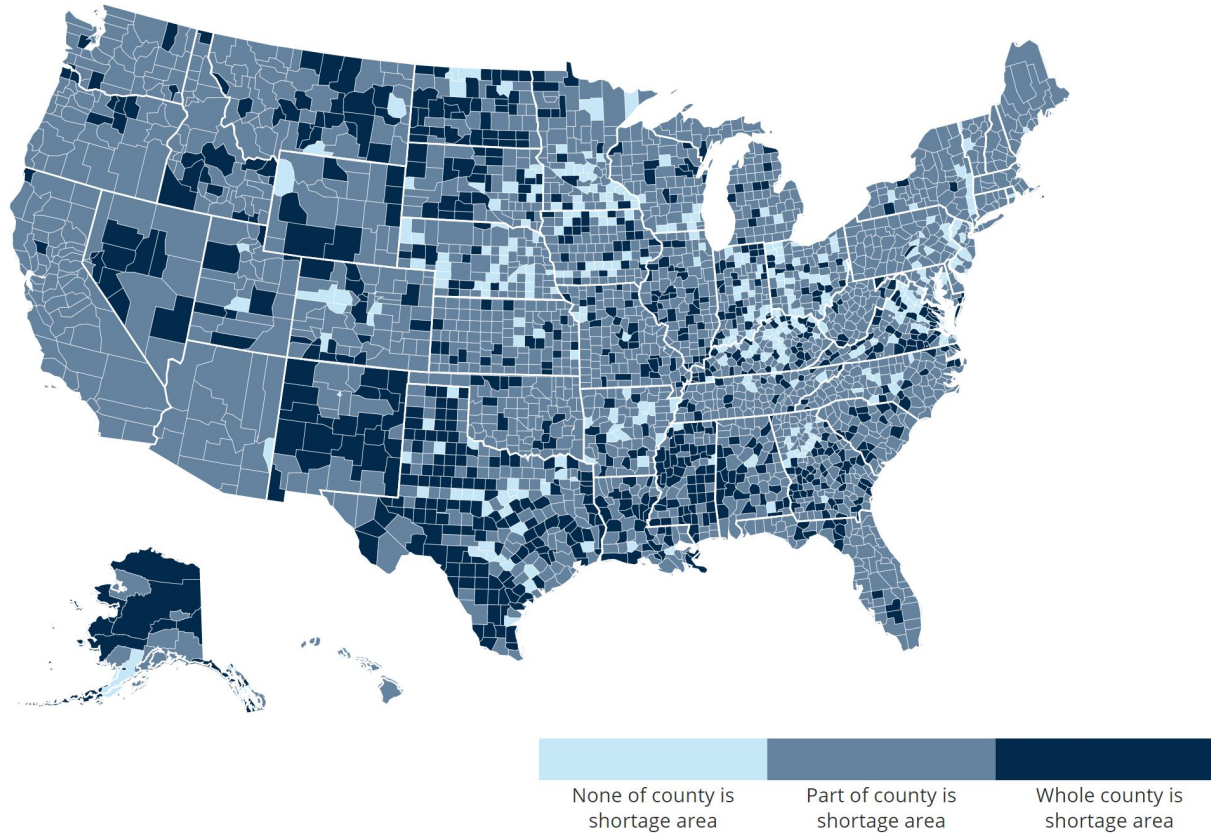 None of county is
shortage area
Part of county is
shortage area
Whole county is
shortage area